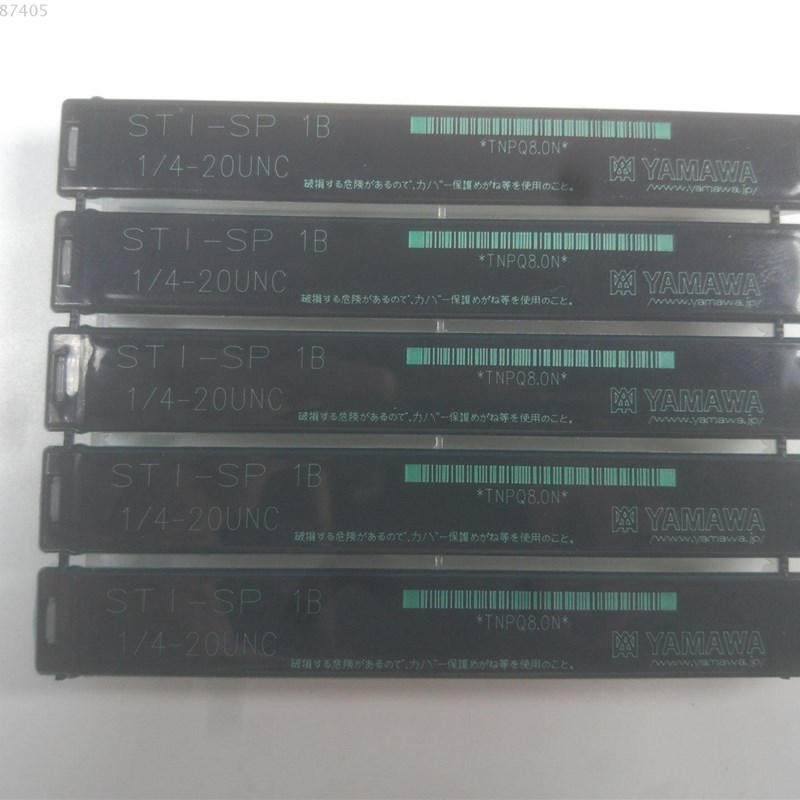 87405
STI-SP 1B
*TNPQ8.0N*
1/4-20UNC
YAMAWA
破損する危険があるので、カバー保護めがね等を使用のこと。
/www.yamawa.jp/
STI-SP 1B
*TNPQ8.0N*
1/4-20UNC
YAMAWA
破損する危険があるので、カバー保護めがね等を使用のこと。
/www.yamawa.jp/
STI-SP 1B
*TNPQ8.0N*
1/4-20UNC
YAMAWA
破損する危険があるので、カバー保護めがね等を使用のこと。
/www.yamawa.jp/
STI-SP 1B
*TNPQ8.0N*
1/4-20UNC
YAMAWA
破損する危険があるので、カバー保護めがね等を使用のこと。
/www.yamawa.jp/
STI-SP 1B
*TNPQ8.0N*
1/4-20UNC
YAMAWA
破損する危険があるので、カバー保護めがね等を使用のこと。
/www.yamawa.jp/